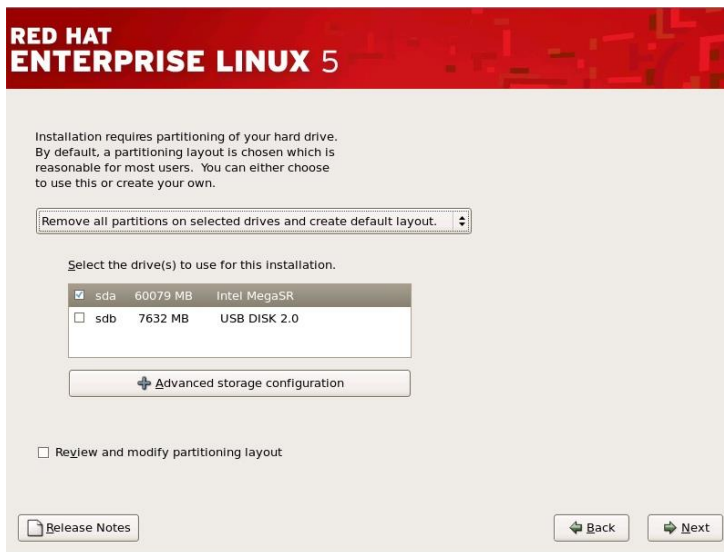 RED HAT
ENTERPRISE LINUX 5
Installation requires partitioning of your hard drive.
By default, a partitioning layout is chosen which is
reasonable for most users. You can either choose
to use this or create your own.
Remove all partitions on selected drives and create default layout.
Select the drive(s) to use for this installation.
sda 60079 MB Intel MegaSR
sdb 7632 MB USB DISK 2.0
Advanced storage configuration
Review and modify partitioning layout
Release Notes
Back
Next